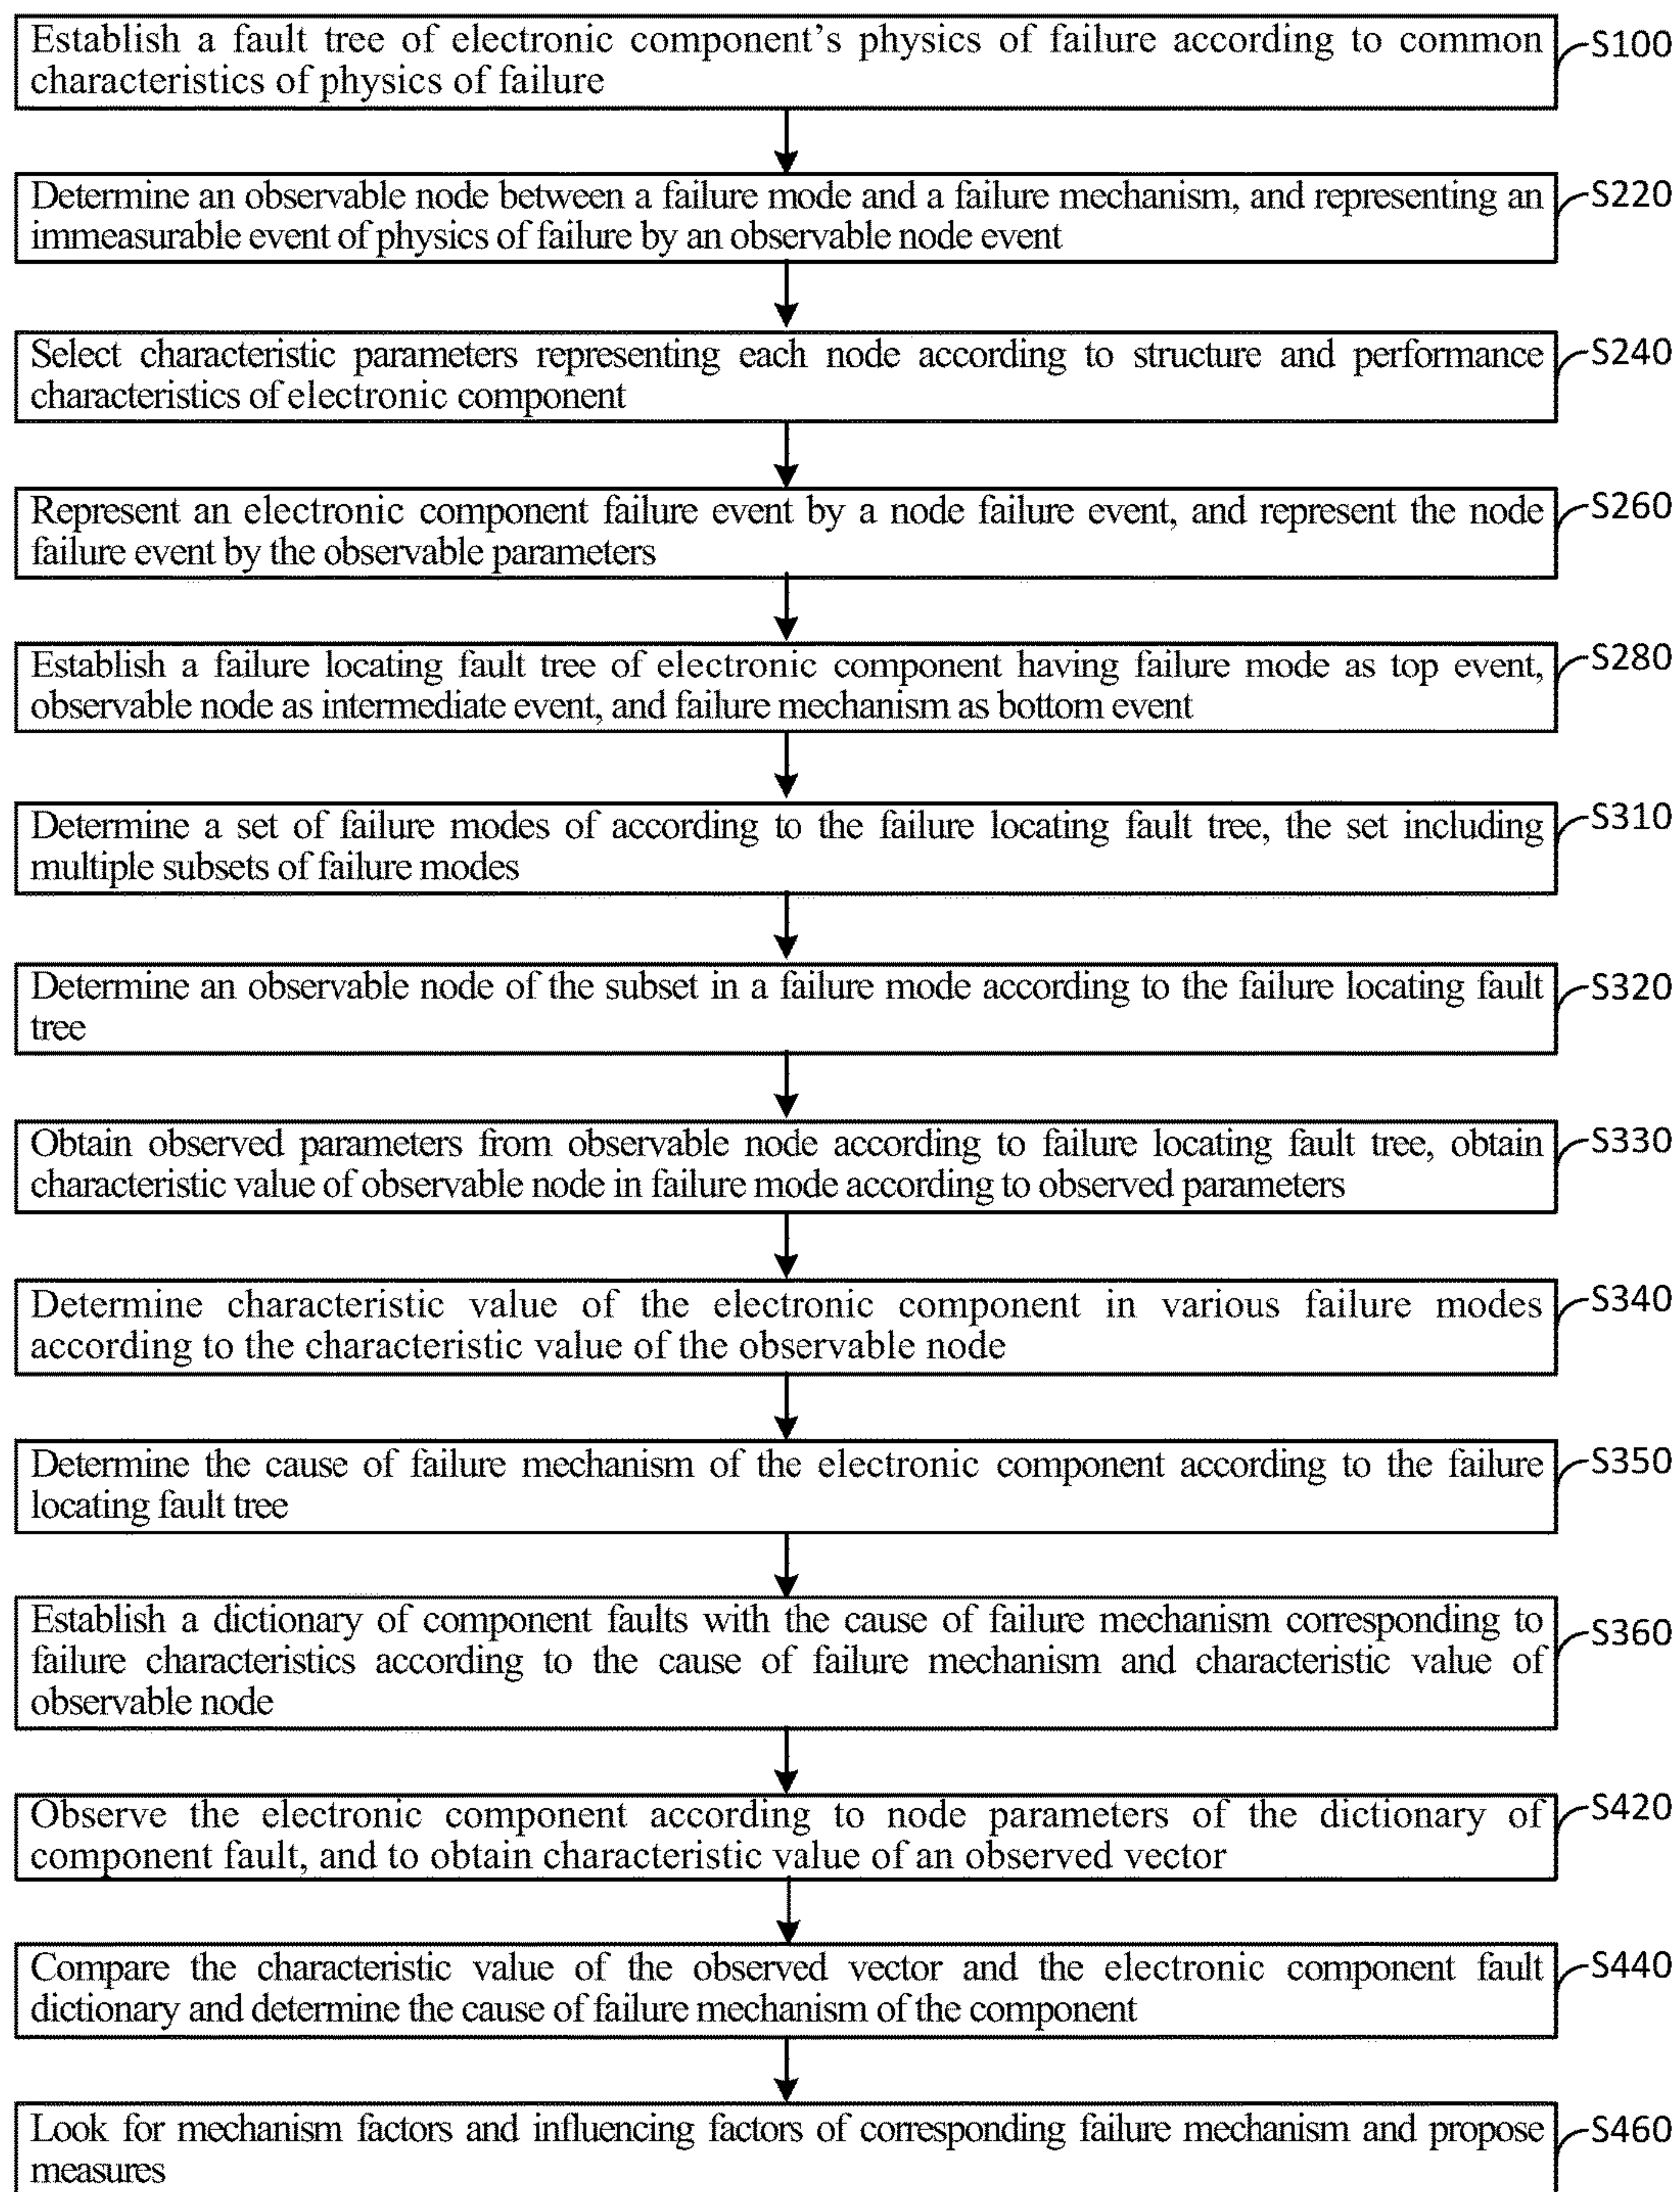 Establish a fault tree of electronic component's physics of failure according to common
characteristics of physics of failure
S100
Determine an observable node between a failure mode and a failure mechanism, and representing an
immeasurable event of physics of failure by an observable node event
S220
Select characteristic parameters representing each node according to structure and performance
characteristics of electronic component
S240
Represent an electronic component failure event by a node failure event, and represent the node
failure event by the observable parameters
S260
Establish a failure locating fault tree of electronic component having failure mode as top event,
observable node as intermediate event, and failure mechanism as bottom event
S280
Determine a set of failure modes of according to the failure locating fault tree, the set including
multiple subsets of failure modes
S310
Determine an observable node of the subset in a failure mode according to the failure locating fault
tree
S320
Obtain observed parameters from observable node according to failure locating fault tree, obtain
characteristic value of observable node in failure mode according to observed parameters
S330
Determine characteristic value of the electronic component in various failure modes
according to the characteristic value of the observable node
S340
Determine the cause of failure mechanism of the electronic component according to the failure
locating fault tree
S350
Establish a dictionary of component faults with the cause of failure mechanism corresponding to
failure characteristics according to the cause of failure mechanism and characteristic value of
observable node
S360
Observe the electronic component according to node parameters of the dictionary of
component fault, and to obtain characteristic value of an observed vector
S420
Compare the characteristic value of the observed vector and the electronic component fault
dictionary and determine the cause of failure mechanism of the component
S440
Look for mechanism factors and influencing factors of corresponding failure mechanism and propose
measures
S460